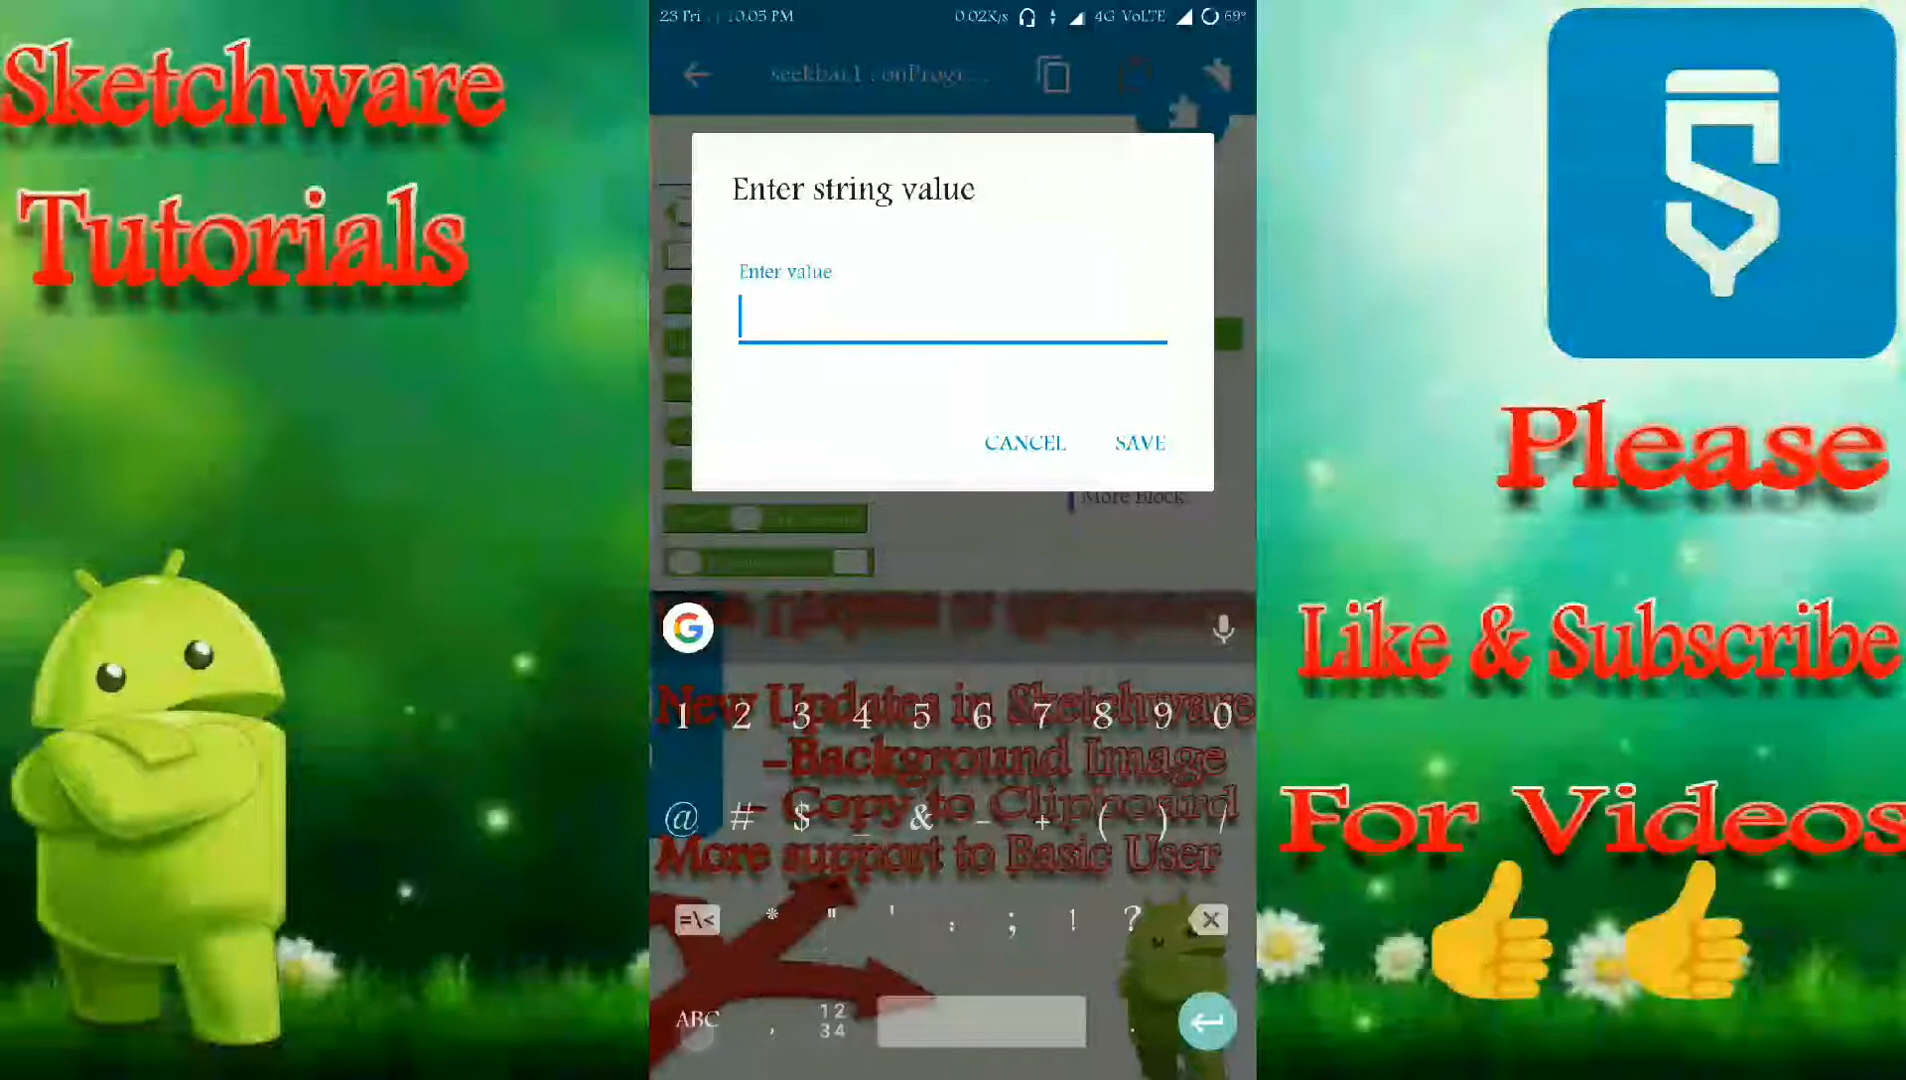 Sketchware
Tutorials
23 Fri 10.05 PM
0.02K/s 4G VoLTE 69°
seekbar1 : onProgr...
Enter string value
Enter value
CANCEL SAVE
More Block
New Updates in Sketchware
-Background Image
- Copy to Clipboard
More support to Basic User
1 2 3 4 5 6 7 8 9 0
@ # $ _ & - + ( ) /
=\< * " ' : ; ! ?
ABC , 12 34 .
Please
Like & Subscribe
For Videos